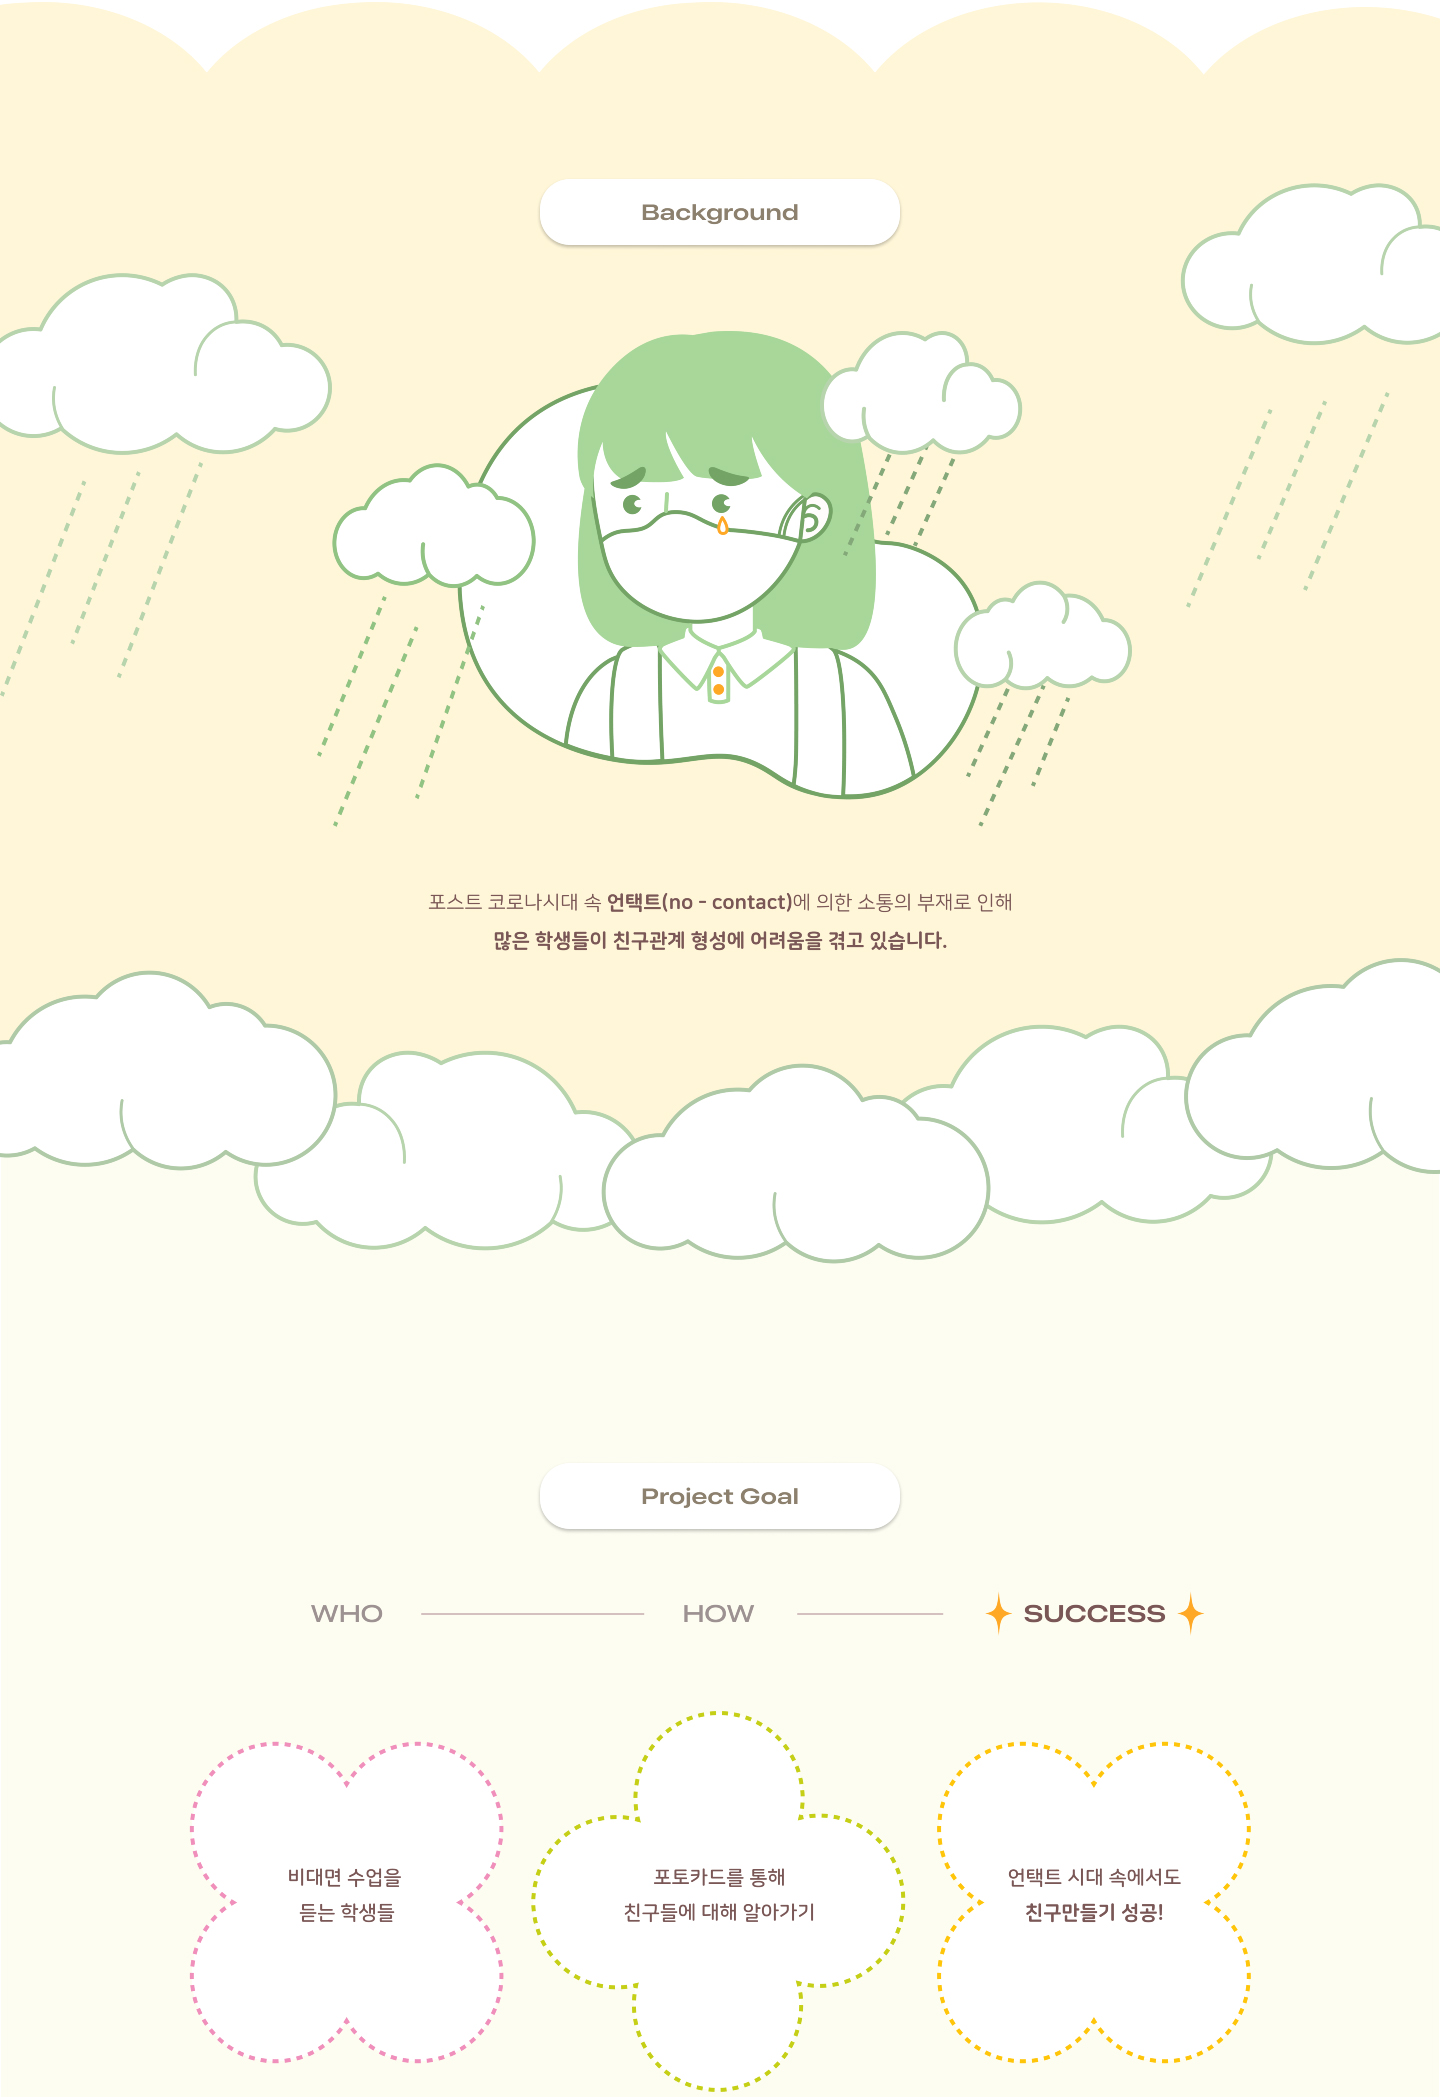 Background
포스트 코로나시대 속 언택트(no - contact)에 의한 소통의 부재로 인해
많은 학생들이 친구관계 형성에 어려움을 겪고 있습니다.
Project Goal
WHO
HOW
SUCCESS
비대면 수업을
듣는 학생들
포토카드를 통해
친구들에 대해 알아가기
언택트 시대 속에서도
친구만들기 성공!